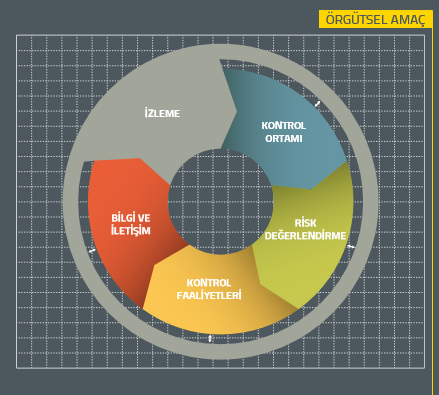 ÖRGÜTSEL AMAÇ
İZLEME
KONTROL
ORTAMI
RİSK
DEĞERLENDİRME
KONTROL
FAALİYETLERİ
BİLGİ VE
İLETİŞİM